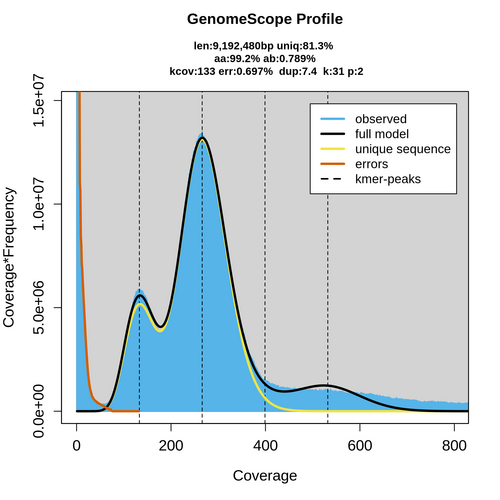 GenomeScope Profile
len:9,192,480bp uniq:81.3%
aa:99.2% ab:0.789%
kcov:133 err:0.697% dup:7.4 k:31 p:2
observed
full model
unique sequence
errors
kmer-peaks
Coverage*Frequency
1.5e+07
1.0e+07
5.0e+06
0.0e+00
0 200 400 600 800
Coverage